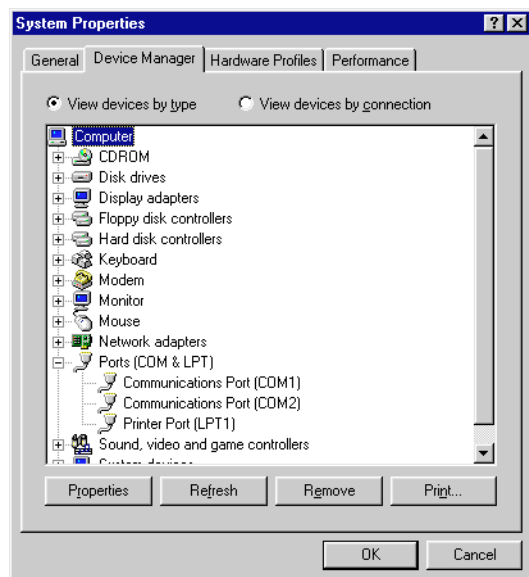 System Properties
General Device Manager Hardware Profiles Performance
View devices by type View devices by connection
Computer
CDROM
Disk drives
Display adapters
Floppy disk controllers
Hard disk controllers
Keyboard
Modem
Monitor
Mouse
Network adapters
Ports (COM & LPT)
Communications Port (COM1)
Communications Port (COM2)
Printer Port (LPT1)
Sound, video and game controllers
System devices
Properties Refresh Remove Print...
OK Cancel